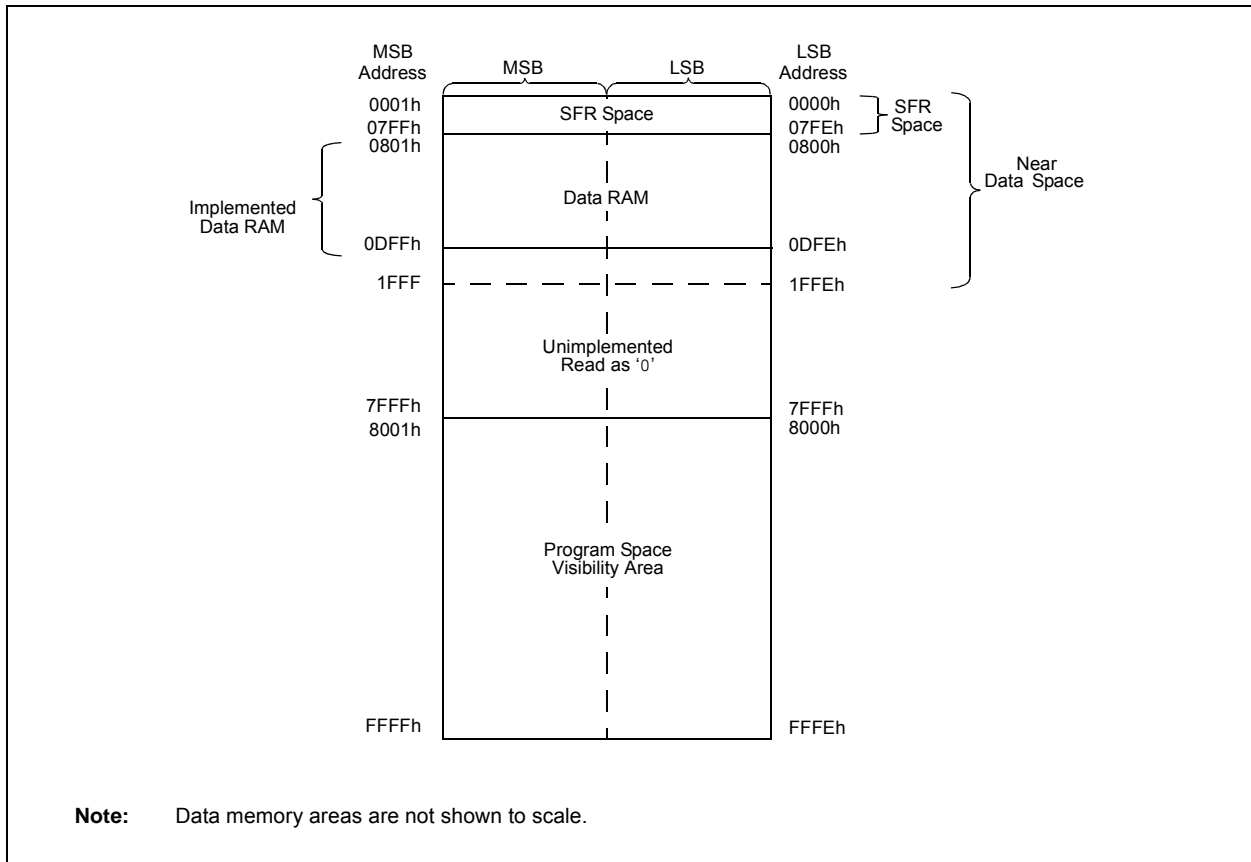 MSB
Address
MSB
LSB
LSB
Address
0001h
SFR Space
0000h
SFR
Space
07FFh
07FEh
0801h
0800h
Near
Data Space
Implemented
Data RAM
Data RAM
0DFFh
0DFEh
1FFF
1FFEh
Unimplemented
Read as ‘0’
7FFFh
7FFFh
8001h
8000h
Program Space
Visibility Area
FFFFh
FFFEh
Note: Data memory areas are not shown to scale.